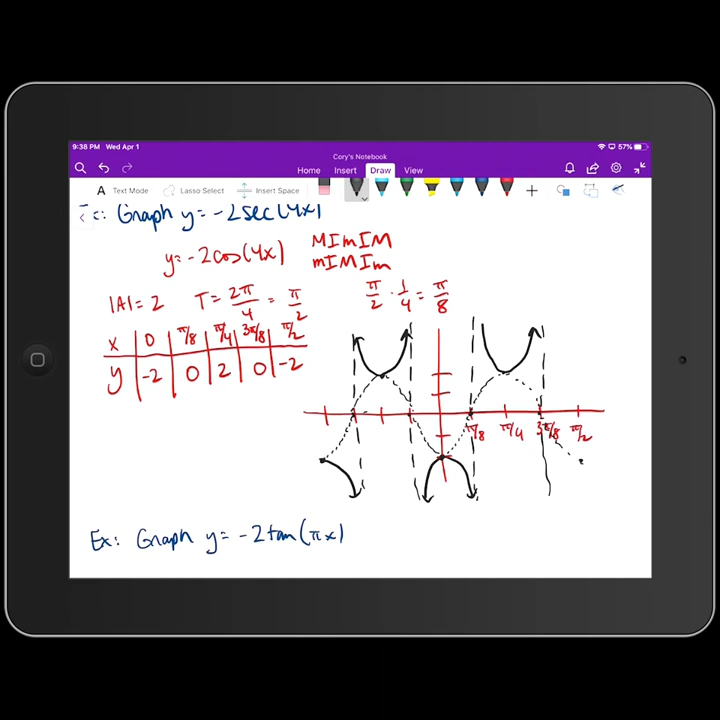 9:38 PM Wed Apr 1
57%
Cory's Notebook
Home Insert Draw View
A Text Mode Lasso Select Insert Space
Ex: Graph y = -2sec(4x)
y = -2cos(4x)
MImIM
mIMIm
|A| = 2 T = 2π/4 = π/2
π/2 · 1/4 = π/8
x 0 π/8 π/4 3π/8 π/2
y -2 0 2 0 -2
π/8 π/4 3π/8 π/2
Ex: Graph y = -2tan(πx)